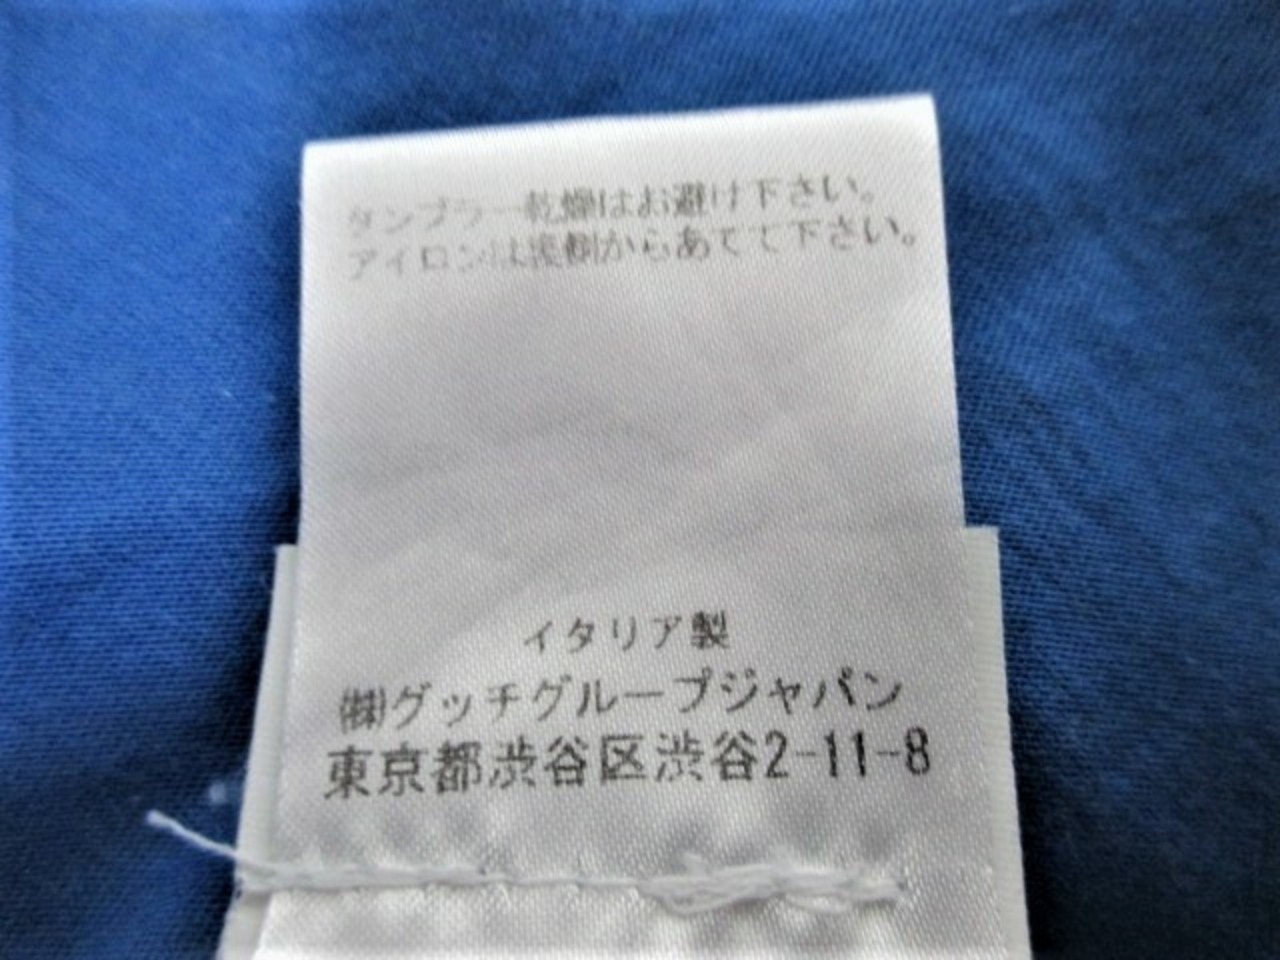 タンブラー乾燥はお避け下さい。
アイロンは裏側からあてて下さい。
イタリア製
㈱グッチグループジャパン
東京都渋谷区渋谷2-11-8